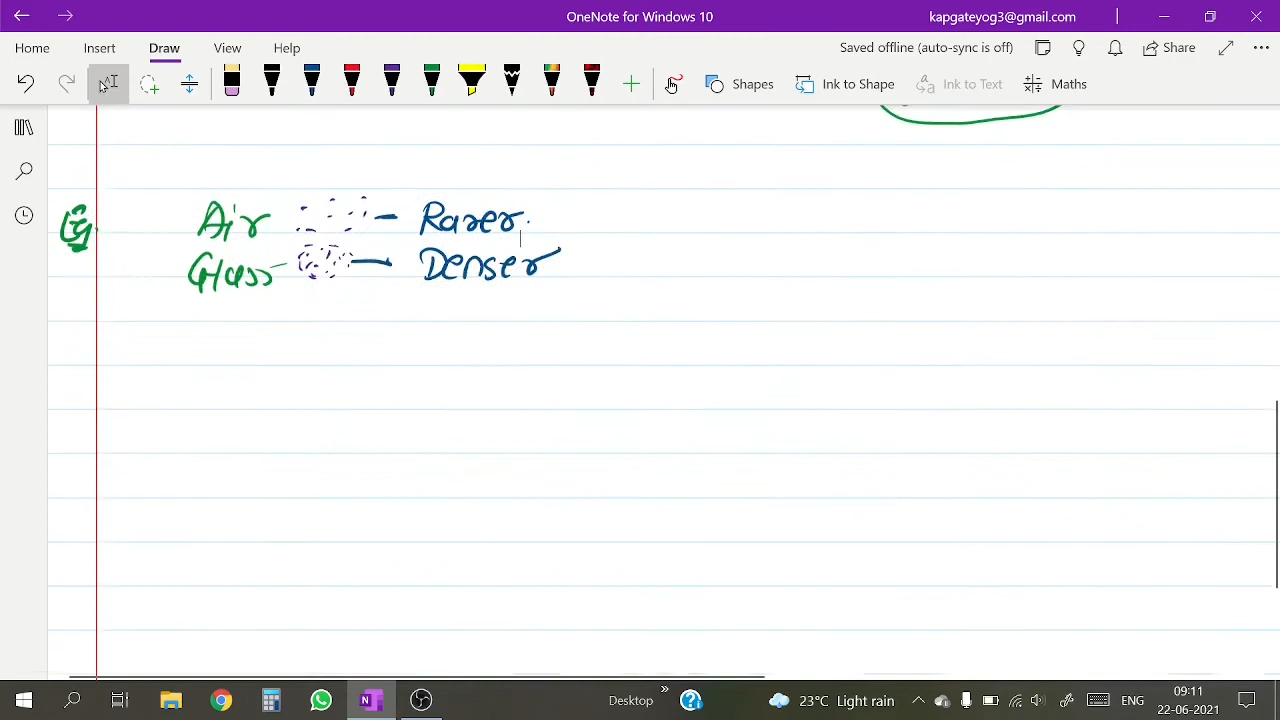 OneNote for Windows 10
kapgateyog3@gmail.com
Home Insert Draw View Help
Saved offline (auto-sync is off)
Share
Shapes
Ink to Shape
Ink to Text
Maths
Eg.
Air - Rarer.
Glass - Denser
Desktop
23°C Light rain
ENG
09:11
22-06-2021